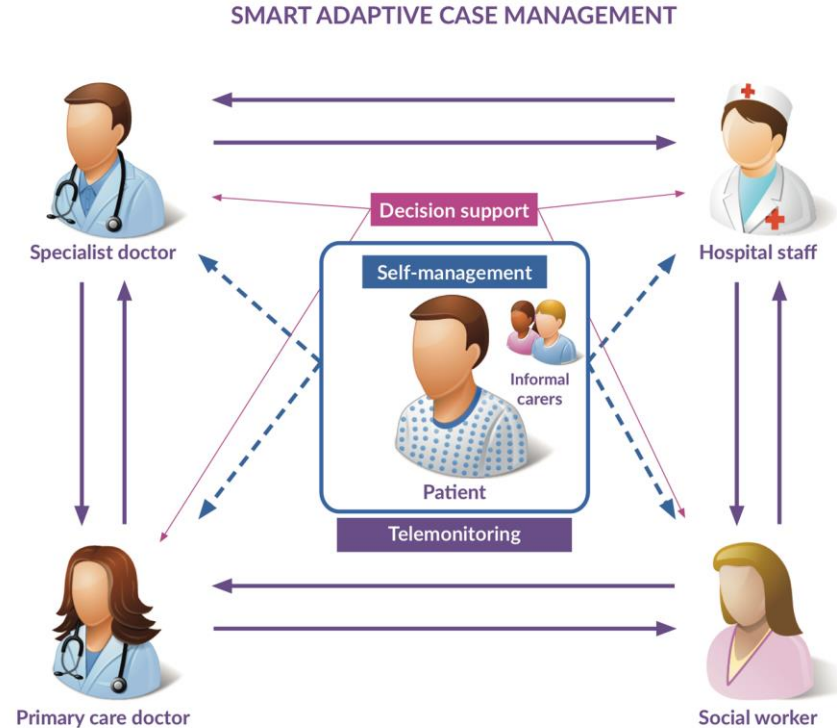 SMART ADAPTIVE CASE MANAGEMENT
Specialist doctor
Hospital staff
Decision support
Self-management
Informal
carers
Patient
Telemonitoring
Primary care doctor
Social worker